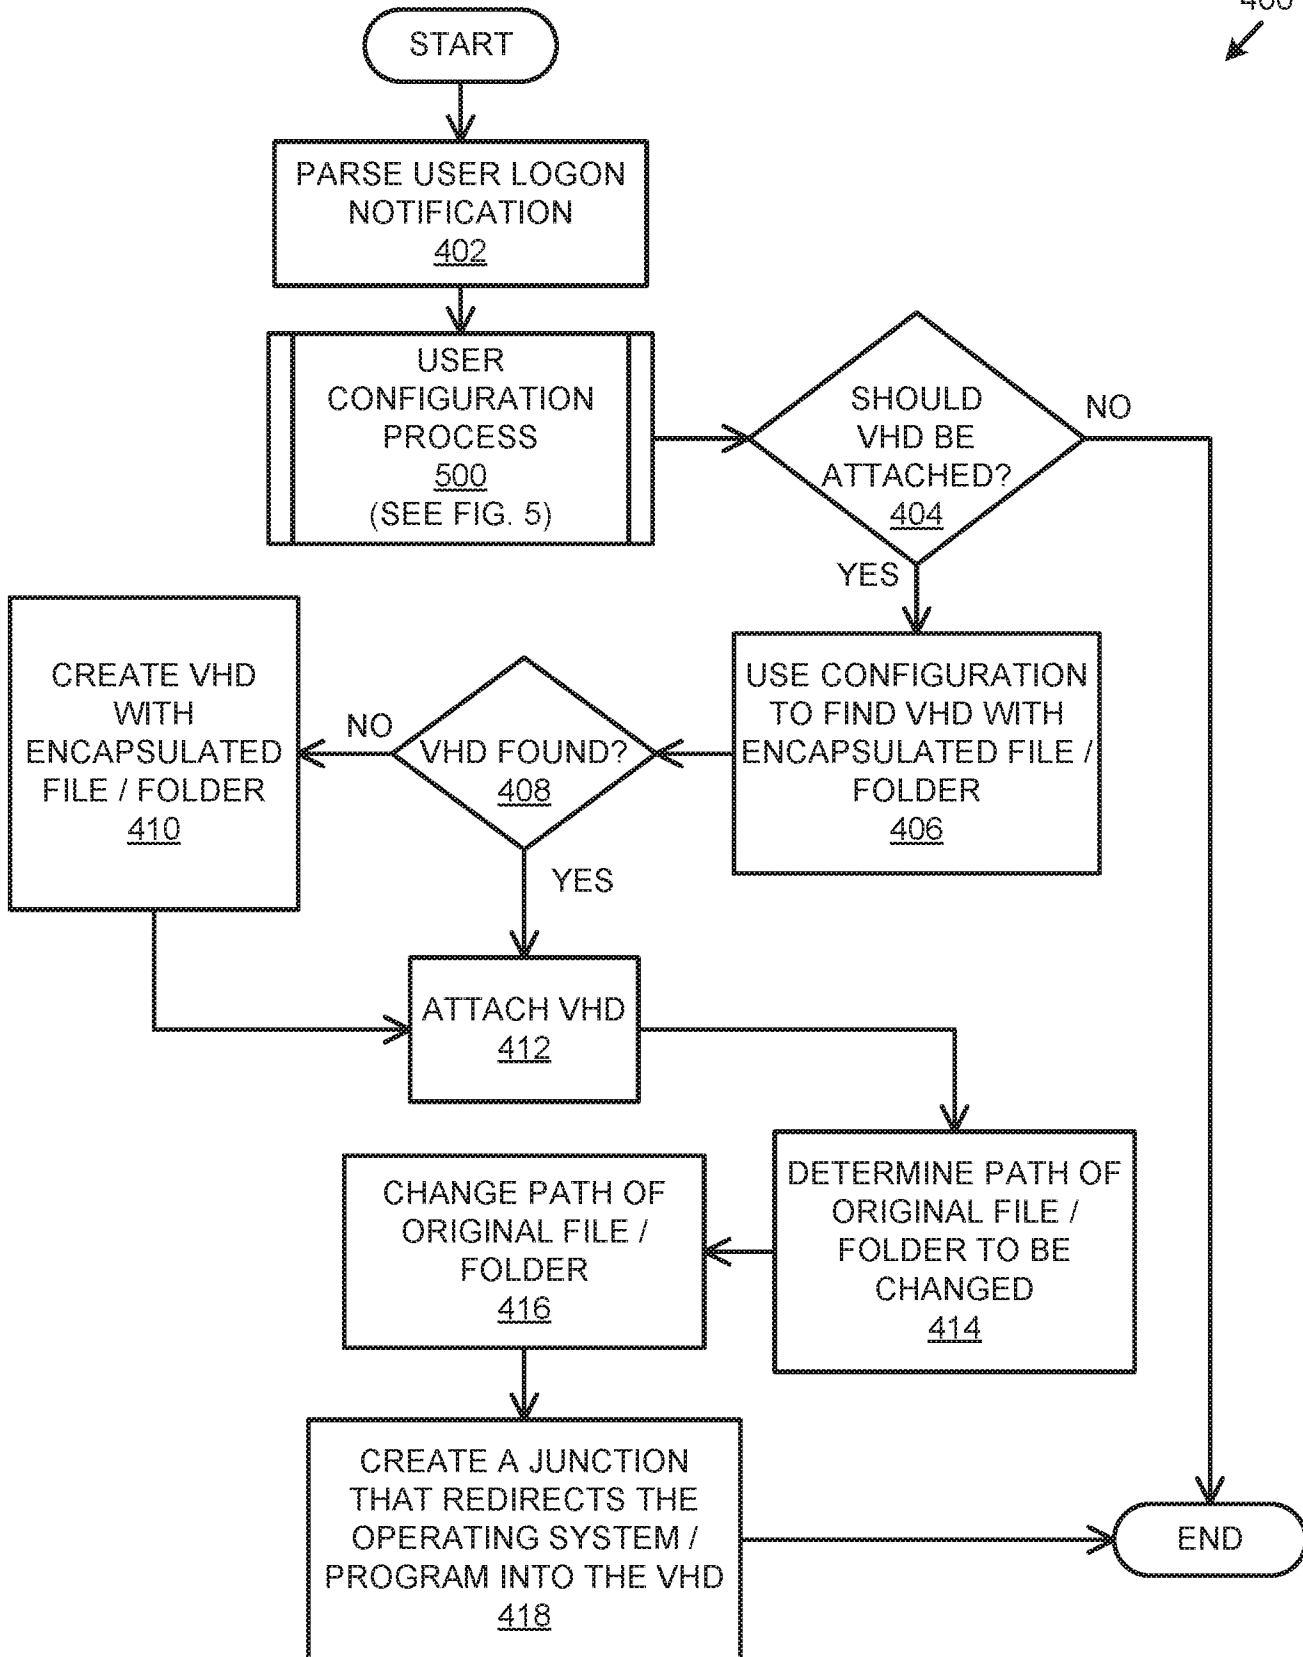 400
START
PARSE USER LOGON
NOTIFICATION
402
USER
CONFIGURATION
PROCESS
500
(SEE FIG. 5)
SHOULD
VHD BE
ATTACHED?
404
NO
YES
USE CONFIGURATION
TO FIND VHD WITH
ENCAPSULATED FILE /
FOLDER
406
VHD FOUND?
408
NO
YES
CREATE VHD
WITH
ENCAPSULATED
FILE / FOLDER
410
ATTACH VHD
412
DETERMINE PATH OF
ORIGINAL FILE /
FOLDER TO BE
CHANGED
414
CHANGE PATH OF
ORIGINAL FILE /
FOLDER
416
CREATE A JUNCTION
THAT REDIRECTS THE
OPERATING SYSTEM /
PROGRAM INTO THE VHD
418
END